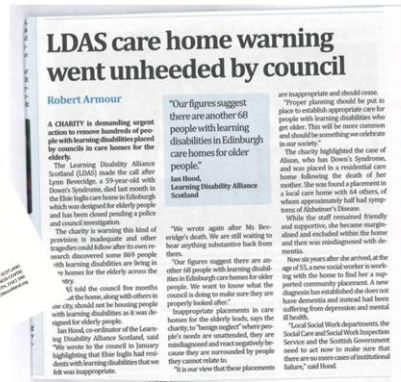 LDAS care home warning
went unheeded by council
Robert Armour
A CHARITY is demanding urgent
action to remove hundreds of peo-
ple with learning disabilities placed
by councils in care homes for the
elderly.
The Learning Disability Alliance
Scotland (LDAS) made the call after
Lynn Beveridge, a 59-year-old with
Down's Syndrome, died last month in
the Elsie Inglis care home in Edinburgh
which was designed for elderly people
and has been closed pending a police
and council investigation.
The charity is warning this kind of
provision is inadequate and other
tragedies could follow after its own re-
search discovered some 869 people
with learning disabilities are living in
homes for the elderly across the
told the council five months
at the home, along with others in
city, should not be housing people
with learning disabilities as it was de-
signed for elderly people.
Ian Hood, co-ordinator of the Learn-
ing Disability Alliance Scotland, said
"We wrote to the council in January
highlighting that Elsie Inglis had resi-
dents with learning disabilities that we
felt was inappropriate.
"Our figures suggest
there are another 68
people with learning
disabilities in Edinburgh
care homes for older
people."
Ian Hood,
Learning Disability Alliance
Scotland
"We wrote again after Ms Bev-
eridge's death. We are still waiting to
hear anything substantive back from
them.
"Our figures suggest there are an-
other 68 people with learning disabili-
ties in Edinburgh care homes for older
people. We want to know what the
council is doing to make sure they are
properly looked after."
Inappropriate placements in care
homes for the elderly leads, says the
charity, to "benign neglect" where peo-
ple's needs are unattended, they are
misdiagnosed and react negatively be-
cause they are surrounded by people
they cannot relate to.
"It is our view that these placements
are inappropriate and should cease.
"Proper planning should be put in
place to establish appropriate care for
people with learning disabilities who
get older. This will be more common
and should be something we celebrate
in our society."
The charity highlighted the case of
Alison, who has Down's Syndrome,
and was placed in a residential care
home following the death of her
mother. She was found a placement in
a local care home with 64 others, of
whom approximately half had symp-
toms of Alzheimer's Disease.
While the staff remained friendly
and supportive, she became margin-
alised and excluded within the home
and then was misdiagnosed with de-
mentia.
Now six years after she arrived, at the
age of 55, a new social worker is work-
ing with the home to find her a sup-
ported community placement. A new
diagnosis has established she does not
have dementia and instead had been
suffering from depression and mental
ill health.
"Local Social Work departments, the
Social Care and Social Work Inspection
Service and the Scottish Government
need to act now to make sure that
there are no more cases of institutional
failure," said Hood.